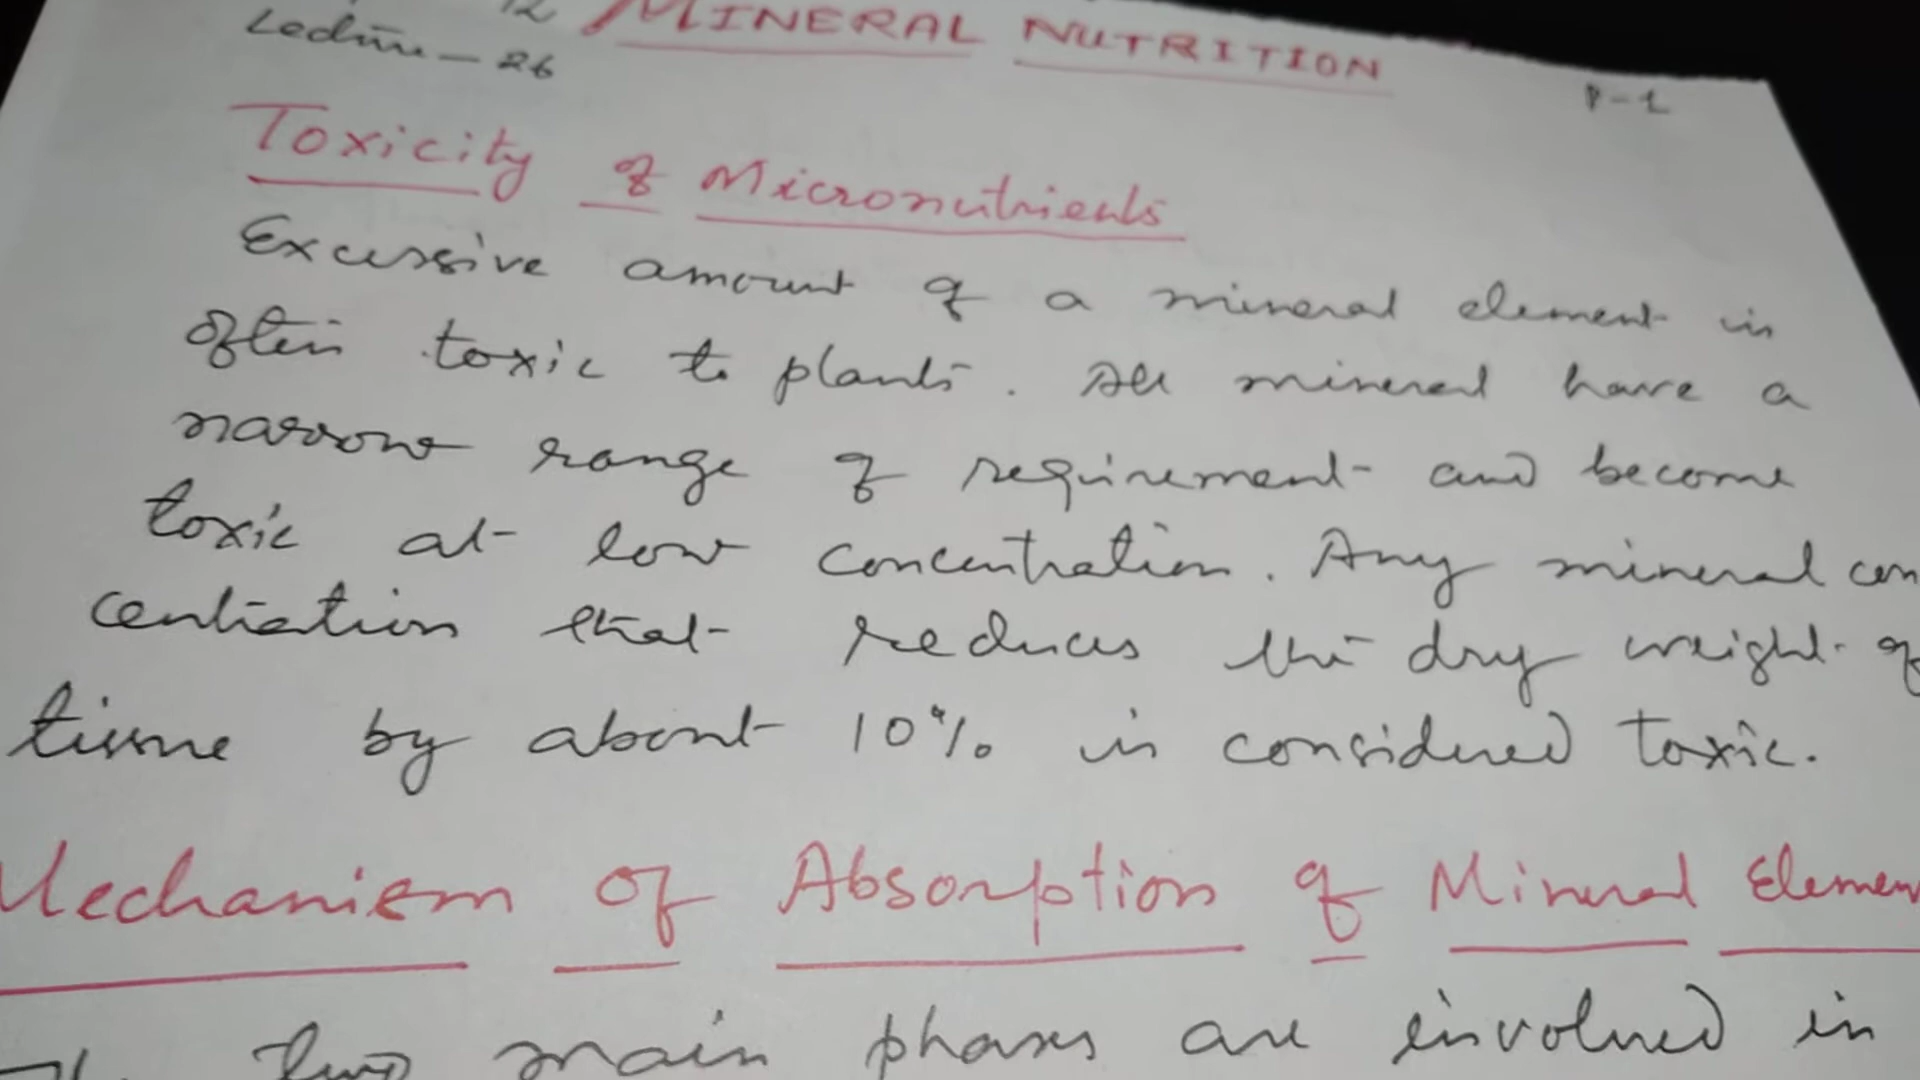 12 MINERAL NUTRITION
Lecture - 26
P-1
Toxicity of Micronutrients
Excessive amount of a mineral element is
often toxic to plants. All mineral have a
narrow range of requirement and become
toxic at low concentration. Any mineral con
centration that reduces the dry weight of
tissue by about 10% is considered toxic.
Mechanism of Absorption of Mineral Elemen
two main phases are involved in